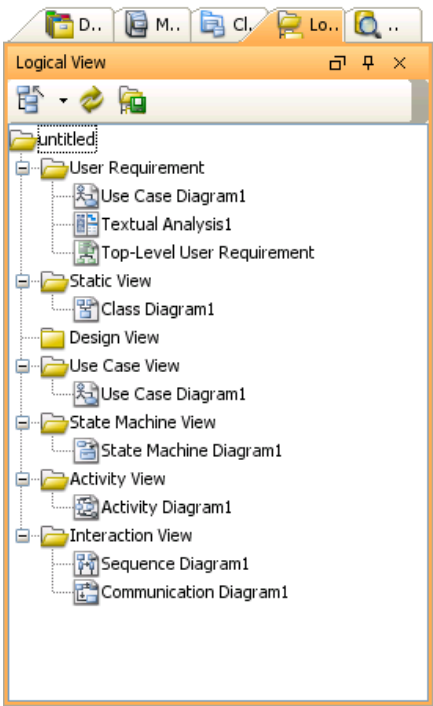 D.. M.. Cl. Lo.. ..
Logical View
untitled
User Requirement
Use Case Diagram1
Textual Analysis1
Top-Level User Requirement
Static View
Class Diagram1
Design View
Use Case View
Use Case Diagram1
State Machine View
State Machine Diagram1
Activity View
Activity Diagram1
Interaction View
Sequence Diagram1
Communication Diagram1